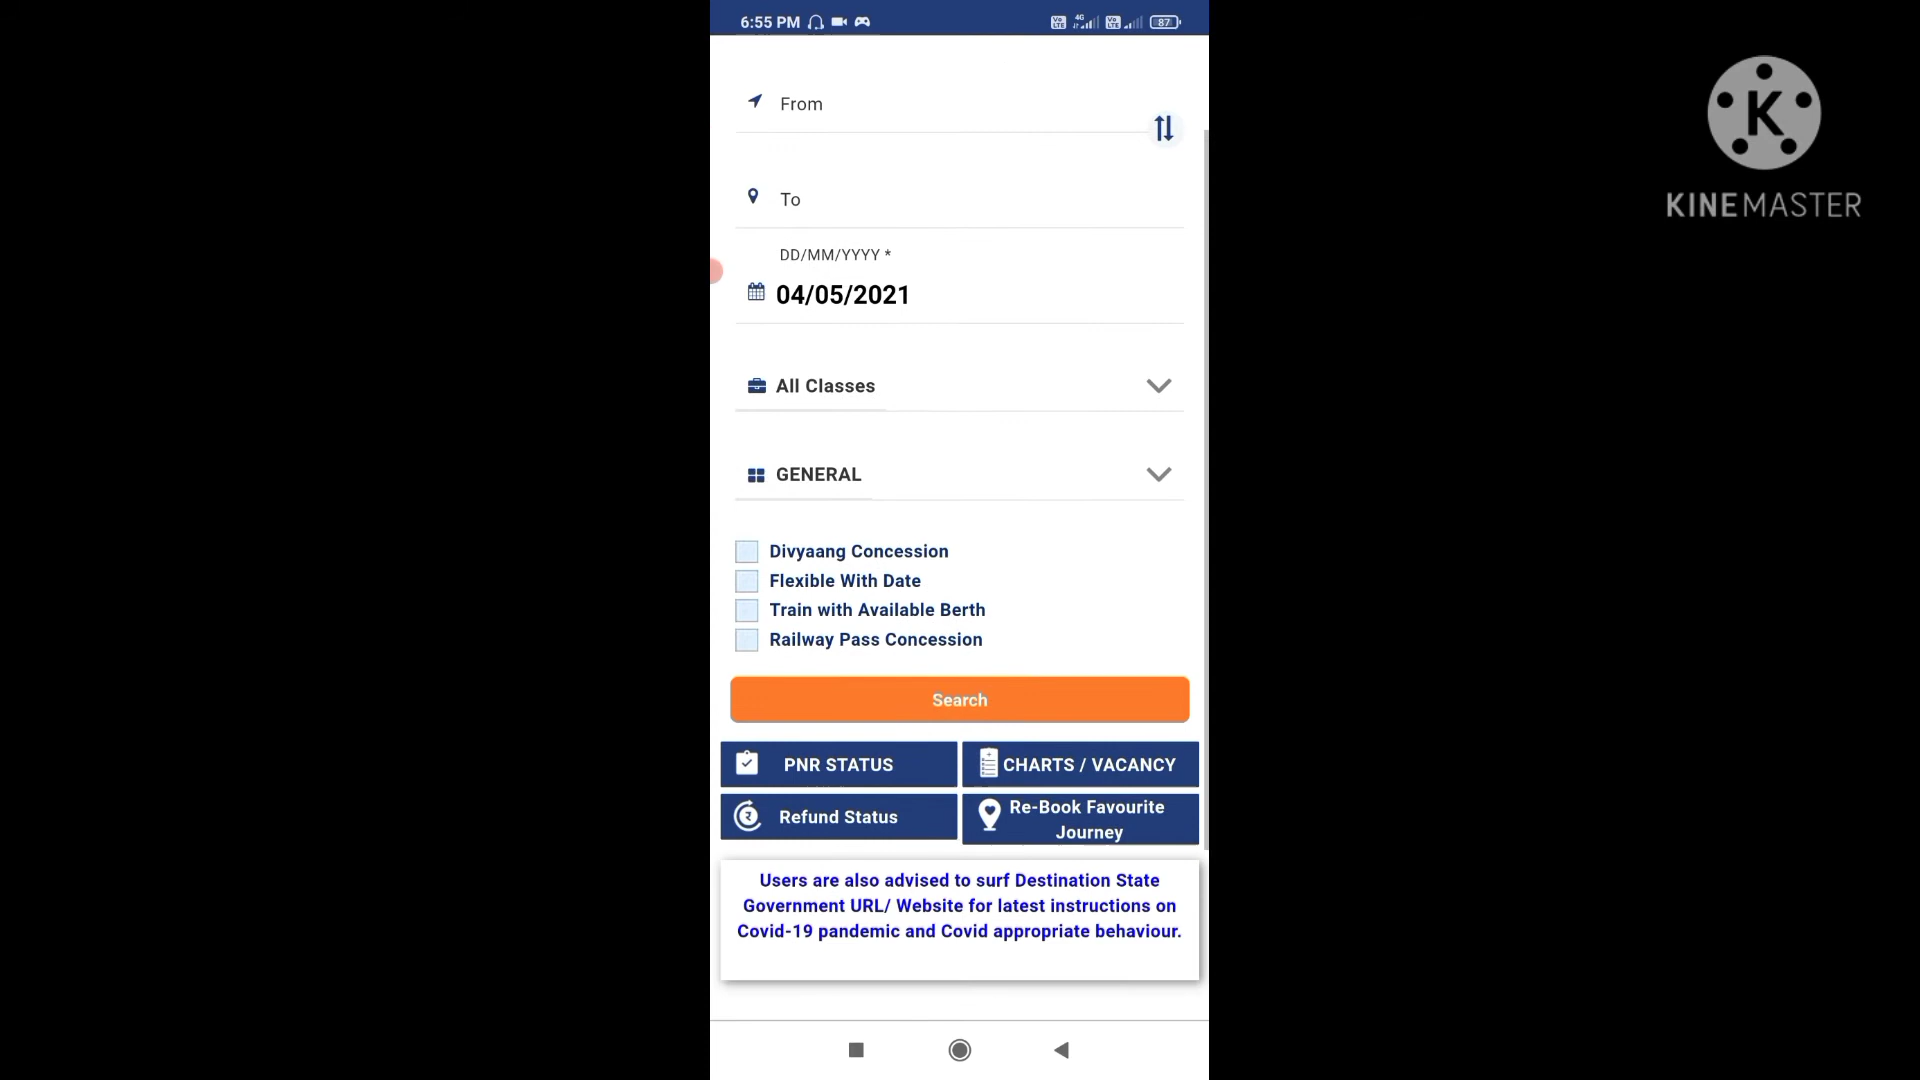 6:55 PM
87
KINEMASTER
From
To
DD/MM/YYYY *
04/05/2021
All Classes
GENERAL
Divyaang Concession
Flexible With Date
Train with Available Berth
Railway Pass Concession
Search
PNR STATUS
CHARTS / VACANCY
Refund Status
Re-Book Favourite
Journey
Users are also advised to surf Destination State
Government URL/ Website for latest instructions on
Covid-19 pandemic and Covid appropriate behaviour.